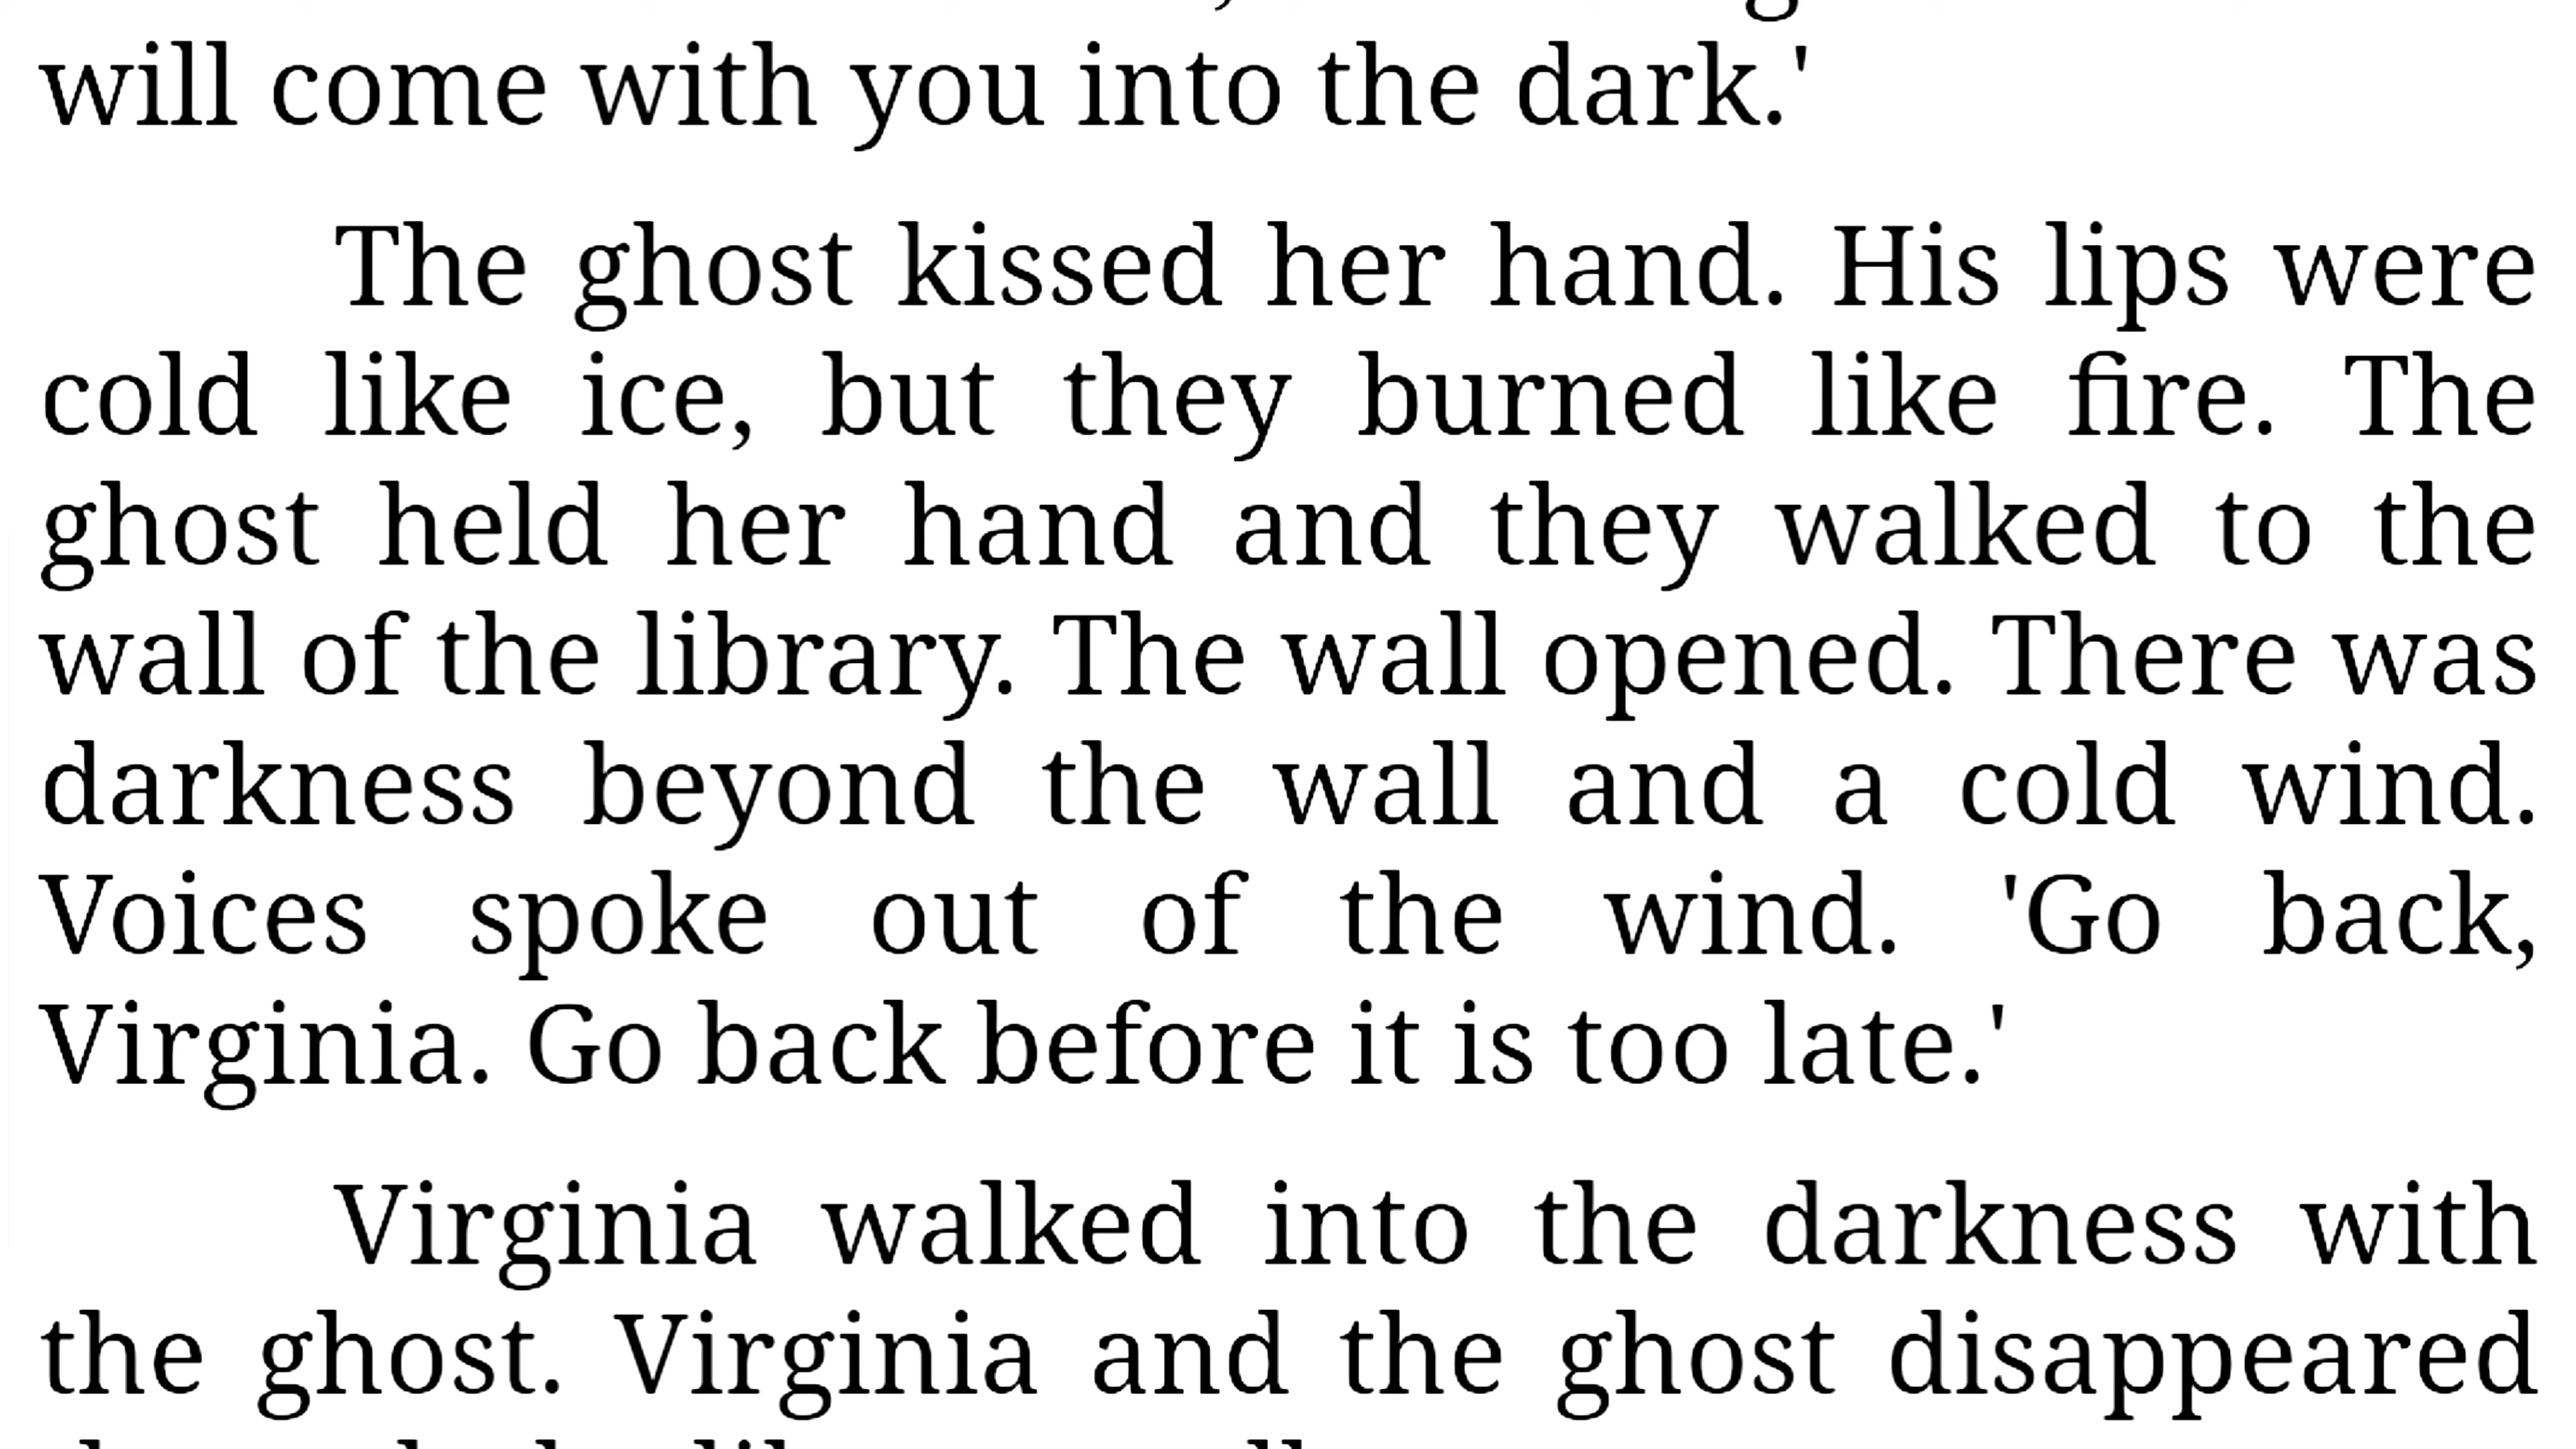 will come with you into the dark.'
The ghost kissed her hand. His lips were
cold like ice, but they burned like fire. The
ghost held her hand and they walked to the
wall of the library. The wall opened. There was
darkness beyond the wall and a cold wind.
Voices spoke out of the wind. 'Go back,
Virginia. Go back before it is too late.'
Virginia walked into the darkness with
the ghost. Virginia and the ghost disappeared